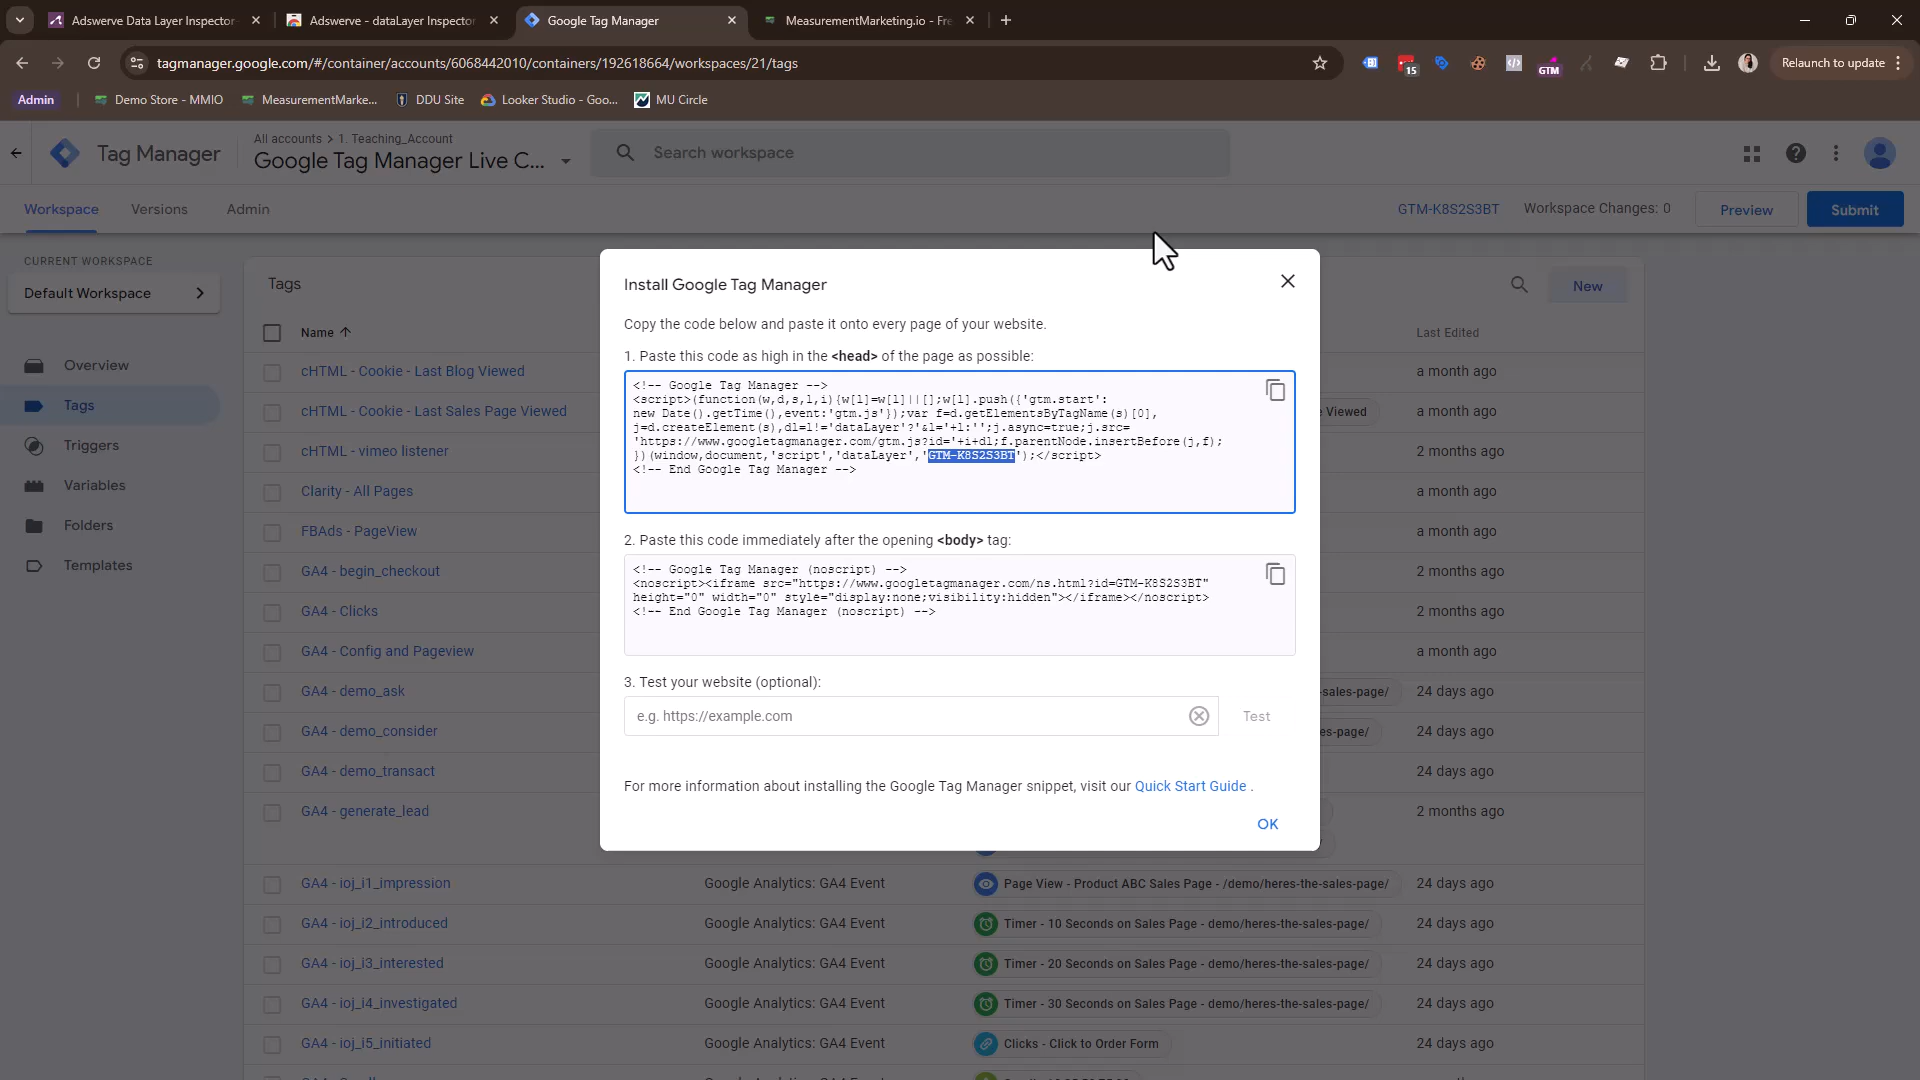 Adswerve Data Layer Inspector
Adswerve - dataLayer Inspector
Google Tag Manager
MeasurementMarketing.io - Fre
tagmanager.google.com/#/container/accounts/6068442010/containers/192618664/workspaces/21/tags
15
GTM
Relaunch to update
Admin
Demo Store - MMIO
MeasurementMarke...
DDU Site
Looker Studio - Goo...
MU Circle
Tag Manager
All accounts > 1. Teaching_Account
Google Tag Manager Live C...
Search workspace
Workspace
Versions
Admin
GTM-K8S2S3BT
Workspace Changes: 0
Preview
Submit
CURRENT WORKSPACE
Default Workspace
Overview
Tags
Triggers
Variables
Folders
Templates
Tags
New
Name
Last Edited
cHTML - Cookie - Last Blog Viewed
a month ago
cHTML - Cookie - Last Sales Page Viewed
e Viewed
a month ago
cHTML - vimeo listener
a month ago
Clarity - All Pages
a month ago
FBAds - PageView
a month ago
GA4 - begin_checkout
2 months ago
GA4 - Clicks
2 months ago
GA4 - Config and Pageview
a month ago
GA4 - demo_ask
-sales-page/
24 days ago
GA4 - demo_consider
es-page/
24 days ago
GA4 - demo_transact
24 days ago
GA4 - generate_lead
2 months ago
GA4 - ioj_i1_impression
Google Analytics: GA4 Event
Page View - Product ABC Sales Page - /demo/heres-the-sales-page/
24 days ago
GA4 - ioj_i2_introduced
Google Analytics: GA4 Event
Timer - 10 Seconds on Sales Page - demo/heres-the-sales-page/
24 days ago
GA4 - ioj_i3_interested
Google Analytics: GA4 Event
Timer - 20 Seconds on Sales Page - demo/heres-the-sales-page/
24 days ago
GA4 - ioj_i4_investigated
Google Analytics: GA4 Event
Timer - 30 Seconds on Sales Page - demo/heres-the-sales-page/
24 days ago
GA4 - ioj_i5_initiated
Google Analytics: GA4 Event
Clicks - Click to Order Form
24 days ago
Install Google Tag Manager
Copy the code below and paste it onto every page of your website.
1. Paste this code as high in the <head> of the page as possible:
<!-- Google Tag Manager -->
<script>(function(w,d,s,l,i){w[l]=w[l]||[];w[l].push({'gtm.start':
new Date().getTime(),event:'gtm.js'});var f=d.getElementsByTagName(s)[0],
j=d.createElement(s),dl=l!='dataLayer'?'&l='+l:'';j.async=true;j.src=
'https://www.googletagmanager.com/gtm.js?id='+i+dl;f.parentNode.insertBefore(j,f);
})(window,document,'script','dataLayer','GTM-K8S2S3BT');</script>
<!-- End Google Tag Manager -->
2. Paste this code immediately after the opening <body> tag:
<!-- Google Tag Manager (noscript) -->
<noscript><iframe src="https://www.googletagmanager.com/ns.html?id=GTM-K8S2S3BT"
height="0" width="0" style="display:none;visibility:hidden"></iframe></noscript>
<!-- End Google Tag Manager (noscript) -->
3. Test your website (optional):
e.g. https://example.com
Test
For more information about installing the Google Tag Manager snippet, visit our Quick Start Guide .
OK